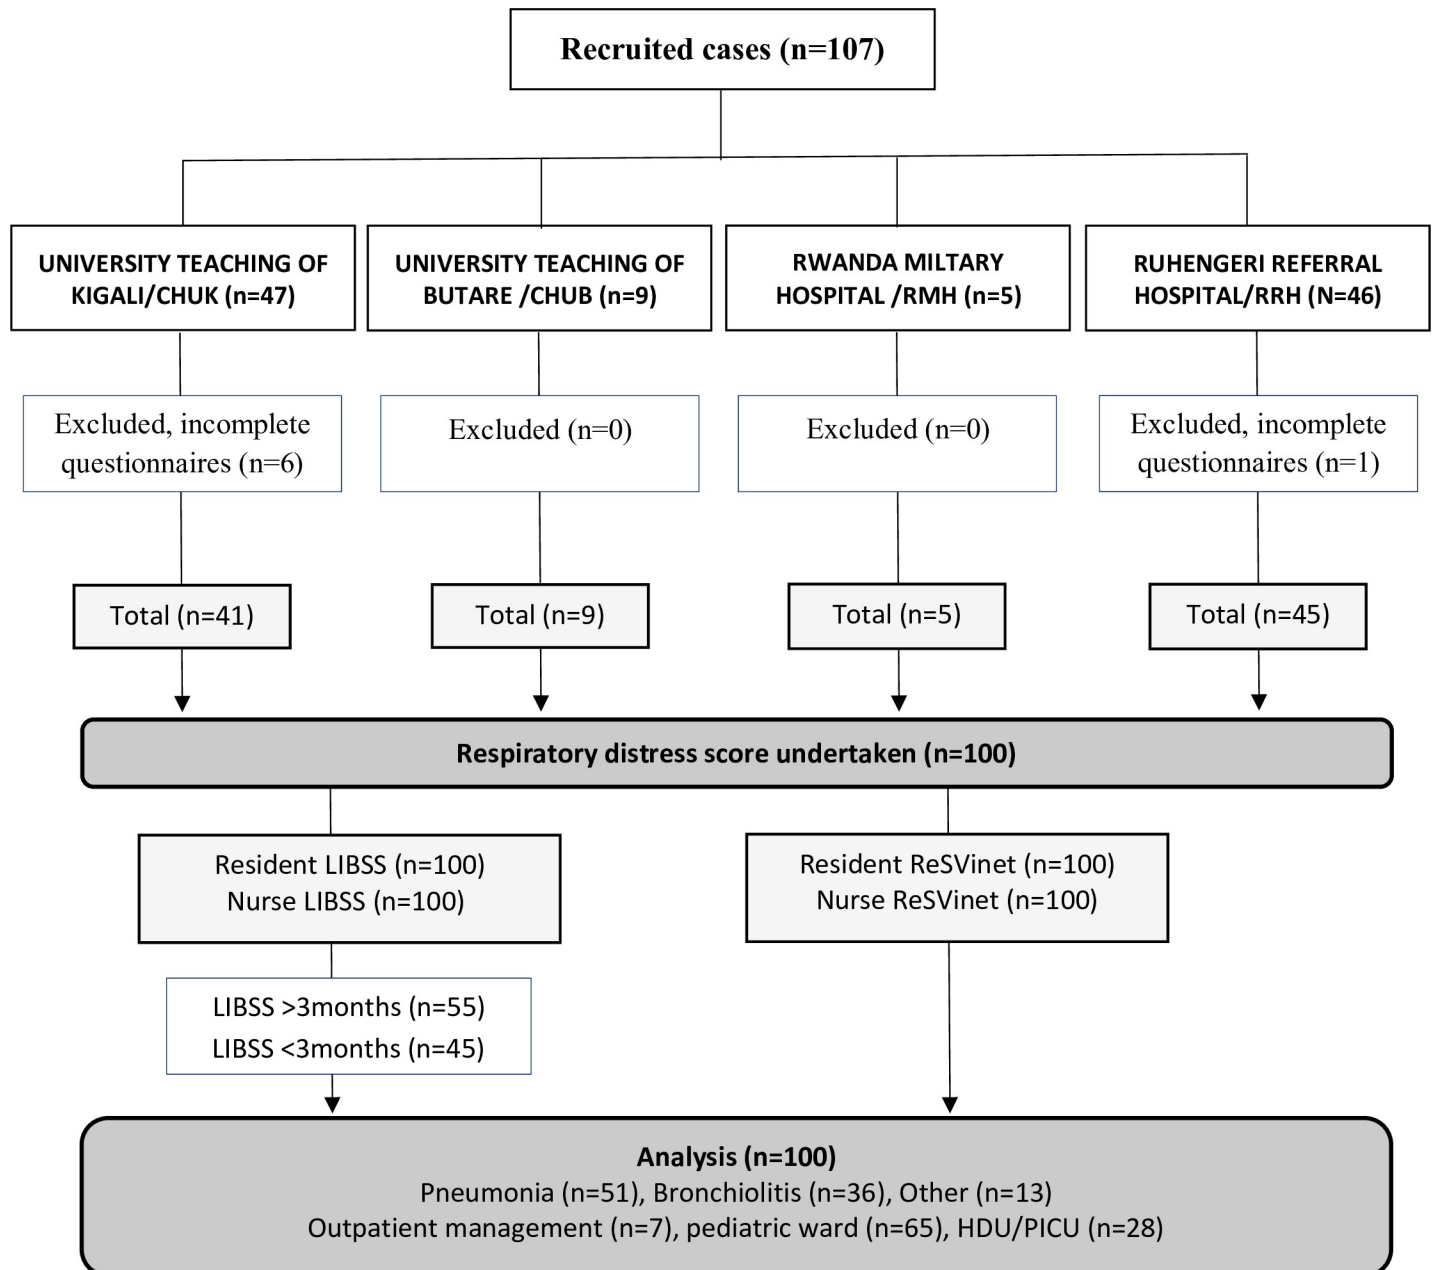 Recruited cases (n=107)
UNIVERSITY TEACHING OF
KIGALI/CHUK (n=47)
UNIVERSITY TEACHING OF
BUTARE /CHUB (n=9)
RWANDA MILTARY
HOSPITAL /RMH (n=5)
RUHENGERI REFERRAL
HOSPITAL/RRH (N=46)
Excluded, incomplete
questionnaires (n=6)
Excluded (n=0)
Excluded (n=0)
Excluded, incomplete
questionnaires (n=1)
Total (n=41)
Total (n=9)
Total (n=5)
Total (n=45)
Respiratory distress score undertaken (n=100)
Resident LIBSS (n=100)
Nurse LIBSS (n=100)
Resident ReSVinet (n=100)
Nurse ReSVinet (n=100)
LIBSS >3months (n=55)
LIBSS <3months (n=45)
Analysis (n=100)
Pneumonia (n=51), Bronchiolitis (n=36), Other (n=13)
Outpatient management (n=7), pediatric ward (n=65), HDU/PICU (n=28)